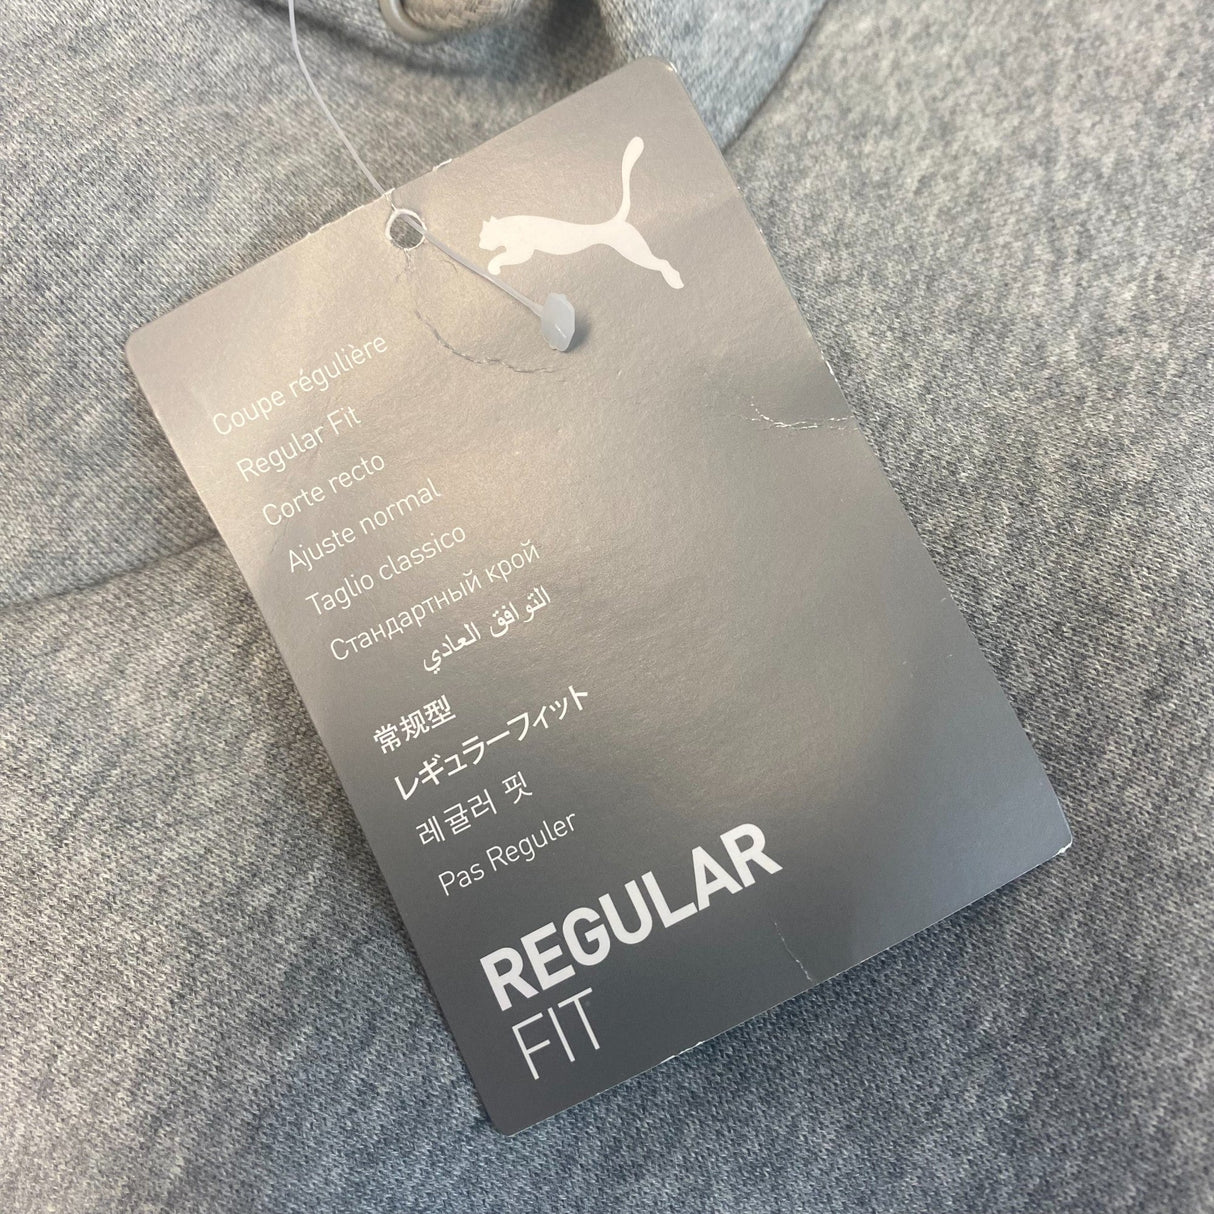 Coupe régulière
Regular Fit
Corte recto
Ajuste normal
Taglio classico
Стандартный крой
التوافق العادي
常规型
レギュラーフィット
레귤러 핏
Pas Reguler
REGULAR
FIT